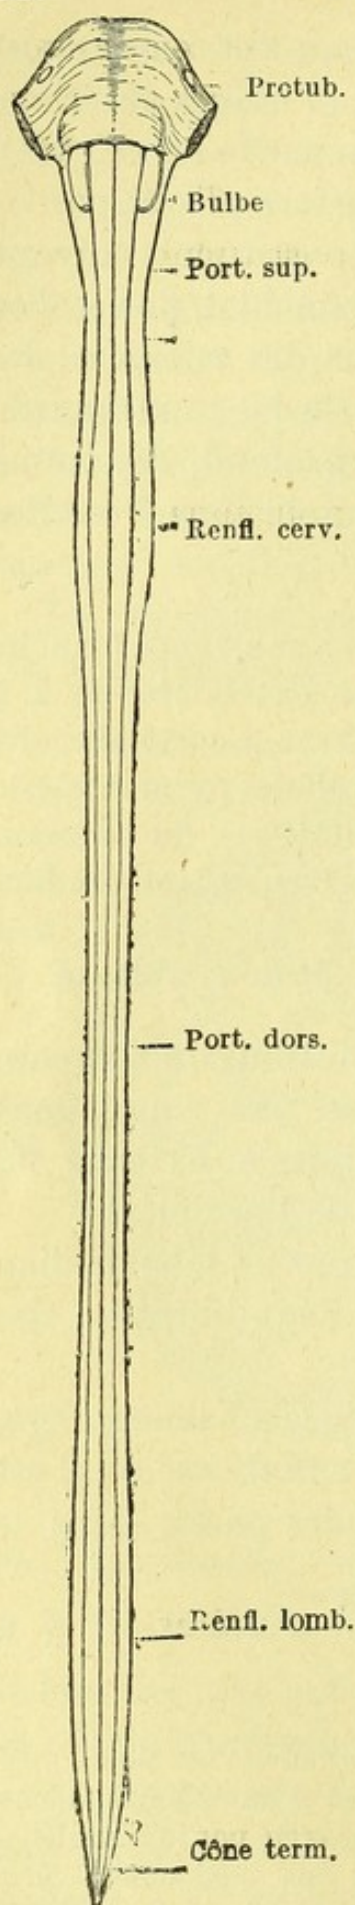 Protub.
Bulbe
Port. sup.
Renfl. cerv.
Port. dors.
Renfl. lomb.
Cône term.